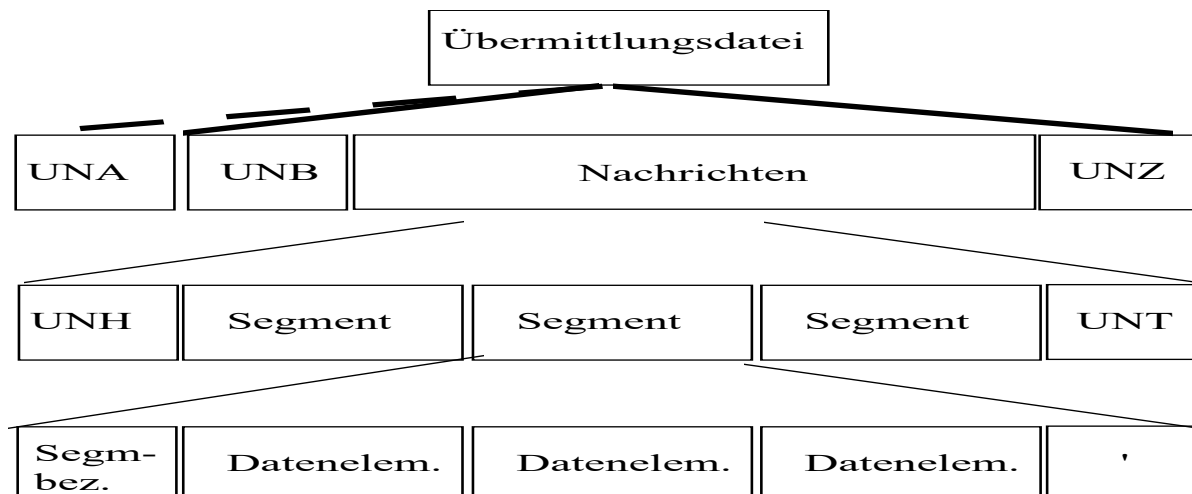 Übermittlungsdatei
UNA UNB Nachrichten UNZ
UNH Segment Segment Segment UNT
Segm-
bez. Datenelem. Datenelem. Datenelem. '